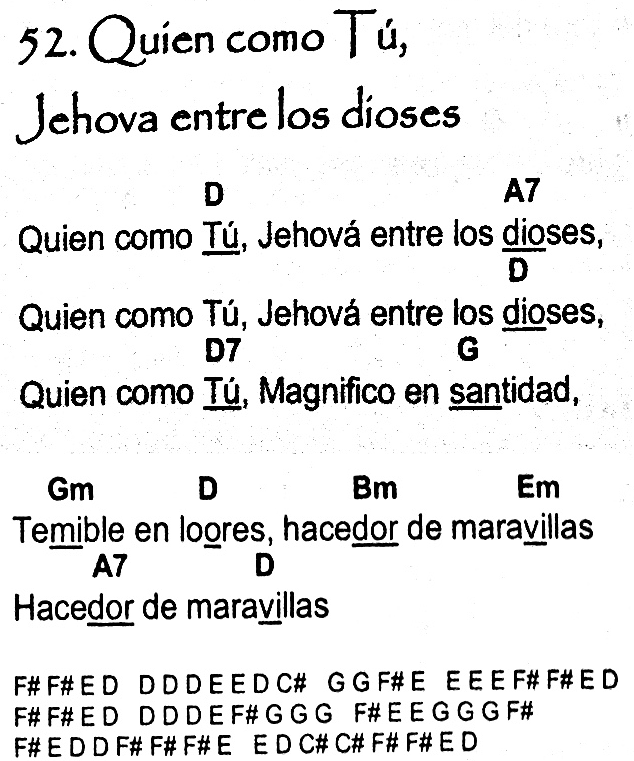 52. Quien como Tú,
Jehova entre los dioses
D A7
Quien como Tú, Jehová entre los dioses,
D
Quien como Tú, Jehová entre los dioses,
D7 G
Quien como Tú, Magnifico en santidad,
Gm D Bm Em
Temible en loores, hacedor de maravillas
A7 D
Hacedor de maravillas
F# F# E D D D D E E D C# G G F# E E E E F# F# E D
F# F# E D D D D E F# G G G F# E E G G G F#
F# E D D F# F# F# E E D C# C# F# F# E D